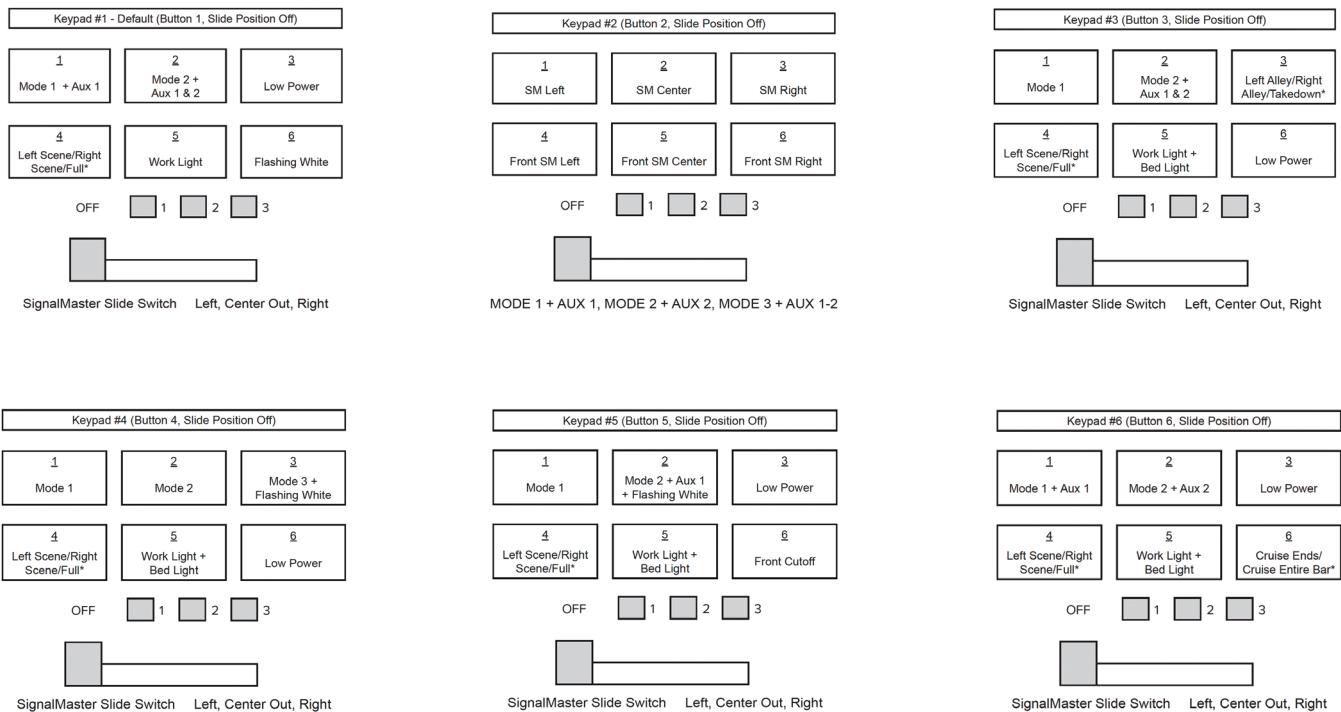 Keypad #1 - Default (Button 1, Slide Position Off)
1
Mode 1 + Aux 1
2
Mode 2 +
Aux 1 & 2
3
Low Power
4
Left Scene/Right
Scene/Full*
5
Work Light
6
Flashing White
OFF 1 2 3
SignalMaster Slide Switch Left, Center Out, Right
Keypad #2 (Button 2, Slide Position Off)
1
SM Left
2
SM Center
3
SM Right
4
Front SM Left
5
Front SM Center
6
Front SM Right
OFF 1 2 3
MODE 1 + AUX 1, MODE 2 + AUX 2, MODE 3 + AUX 1-2
Keypad #3 (Button 3, Slide Position Off)
1
Mode 1
2
Mode 2 +
Aux 1 & 2
3
Left Alley/Right
Alley/Takedown*
4
Left Scene/Right
Scene/Full*
5
Work Light +
Bed Light
6
Low Power
OFF 1 2 3
SignalMaster Slide Switch Left, Center Out, Right
Keypad #4 (Button 4, Slide Position Off)
1
Mode 1
2
Mode 2
3
Mode 3 +
Flashing White
4
Left Scene/Right
Scene/Full*
5
Work Light +
Bed Light
6
Low Power
OFF 1 2 3
SignalMaster Slide Switch Left, Center Out, Right
Keypad #5 (Button 5, Slide Position Off)
1
Mode 1
2
Mode 2 + Aux 1
+ Flashing White
3
Low Power
4
Left Scene/Right
Scene/Full*
5
Work Light +
Bed Light
6
Front Cutoff
OFF 1 2 3
SignalMaster Slide Switch Left, Center Out, Right
Keypad #6 (Button 6, Slide Position Off)
1
Mode 1 + Aux 1
2
Mode 2 + Aux 2
3
Low Power
4
Left Scene/Right
Scene/Full*
5
Work Light +
Bed Light
6
Cruise Ends/
Cruise Entire Bar*
OFF 1 2 3
SignalMaster Slide Switch Left, Center Out, Right